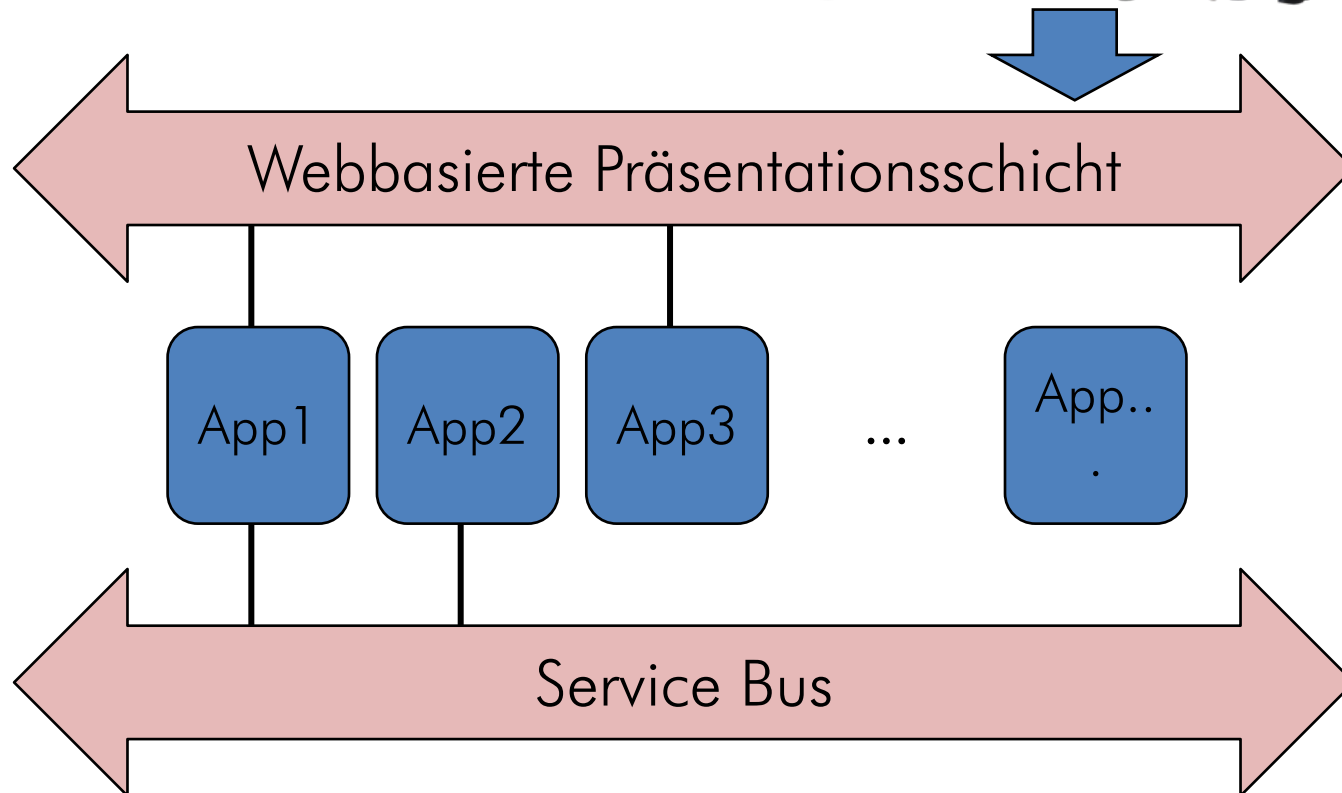 Webbasierte Präsentationsschicht
App1
App2
App3
...
App..
.
Service Bus